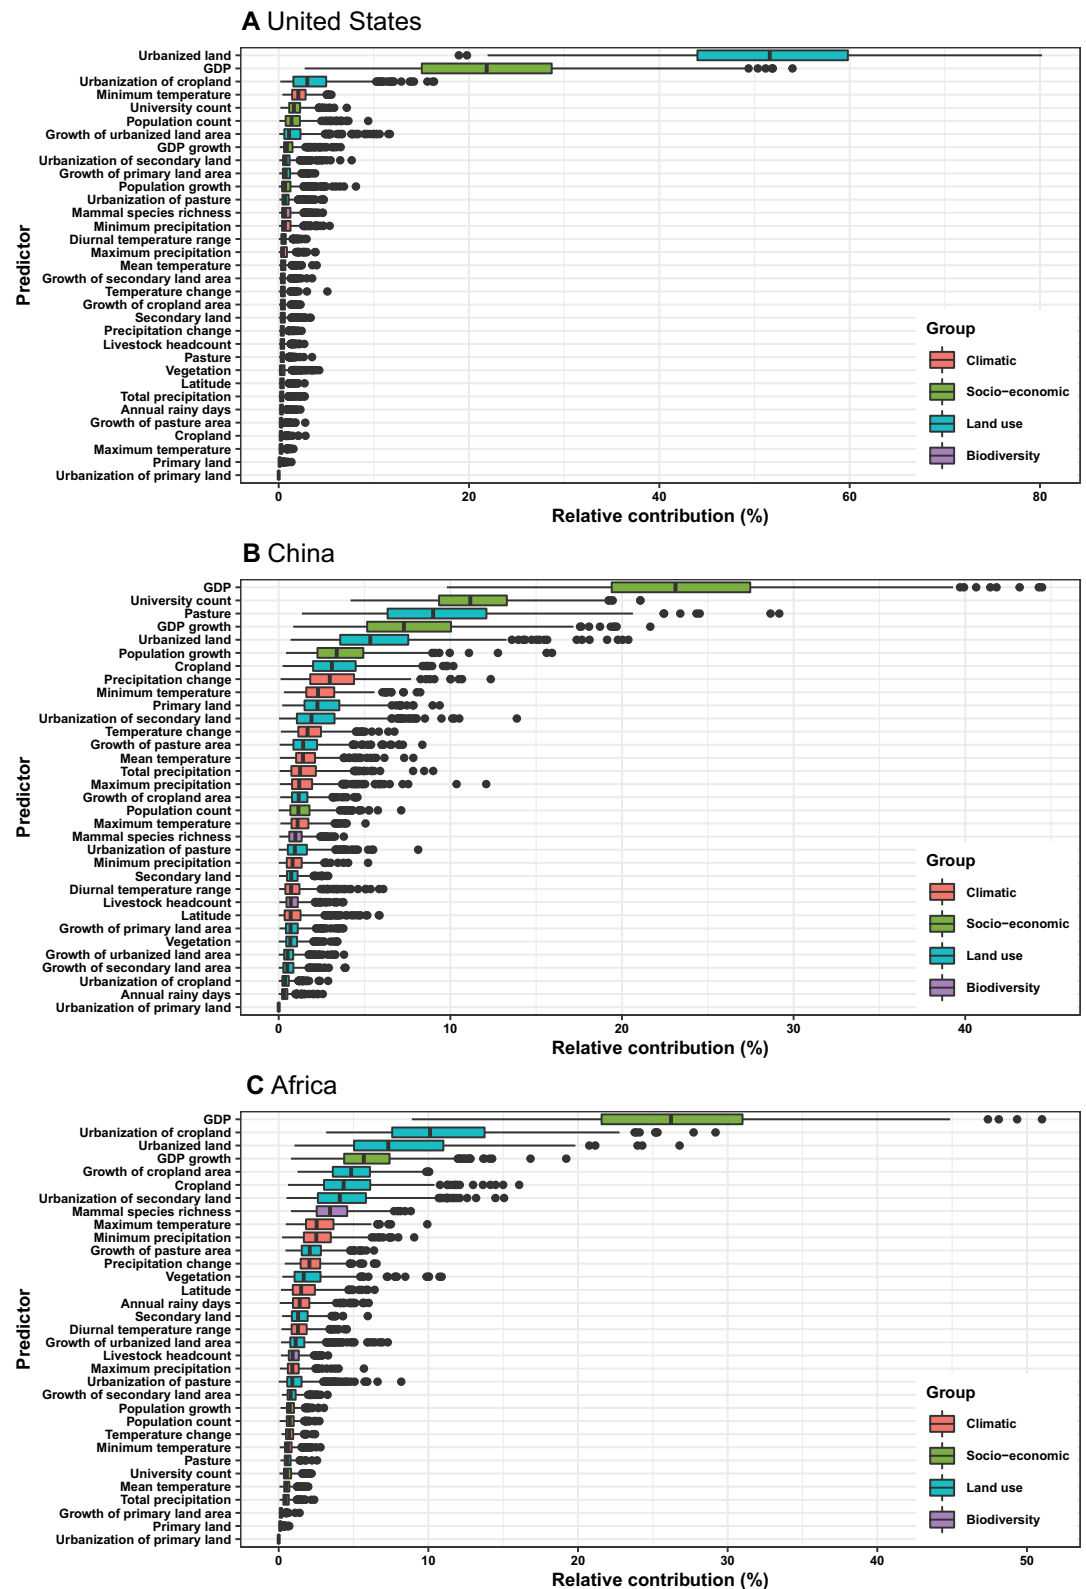 A United States
Predictor
Urbanized land
GDP
Urbanization of cropland
Minimum temperature
University count
Population count
Growth of urbanized land area
GDP growth
Urbanization of secondary land
Growth of primary land area
Population growth
Urbanization of pasture
Mammal species richness
Minimum precipitation
Diurnal temperature range
Maximum precipitation
Mean temperature
Growth of secondary land area
Temperature change
Growth of cropland area
Secondary land
Precipitation change
Livestock headcount
Pasture
Vegetation
Latitude
Total precipitation
Annual rainy days
Growth of pasture area
Cropland
Maximum temperature
Primary land
Urbanization of primary land
Group
Climatic
Socio−economic
Land use
Biodiversity
0 20 40 60 80
Relative contribution (%)
B China
Predictor
GDP
University count
Pasture
GDP growth
Urbanized land
Population growth
Cropland
Precipitation change
Minimum temperature
Primary land
Urbanization of secondary land
Temperature change
Growth of pasture area
Mean temperature
Total precipitation
Maximum precipitation
Growth of cropland area
Population count
Maximum temperature
Mammal species richness
Urbanization of pasture
Minimum precipitation
Secondary land
Diurnal temperature range
Livestock headcount
Latitude
Growth of primary land area
Vegetation
Growth of urbanized land area
Growth of secondary land area
Urbanization of cropland
Annual rainy days
Urbanization of primary land
Group
Climatic
Socio−economic
Land use
Biodiversity
0 10 20 30 40
Relative contribution (%)
C Africa
Predictor
GDP
Urbanization of cropland
Urbanized land
GDP growth
Growth of cropland area
Cropland
Urbanization of secondary land
Mammal species richness
Maximum temperature
Minimum precipitation
Growth of pasture area
Precipitation change
Vegetation
Latitude
Annual rainy days
Secondary land
Diurnal temperature range
Growth of urbanized land area
Livestock headcount
Maximum precipitation
Urbanization of pasture
Growth of secondary land area
Population growth
Population count
Temperature change
Minimum temperature
Pasture
University count
Mean temperature
Total precipitation
Growth of primary land area
Primary land
Urbanization of primary land
Group
Climatic
Socio−economic
Land use
Biodiversity
0 10 20 30 40 50
Relative contribution (%)